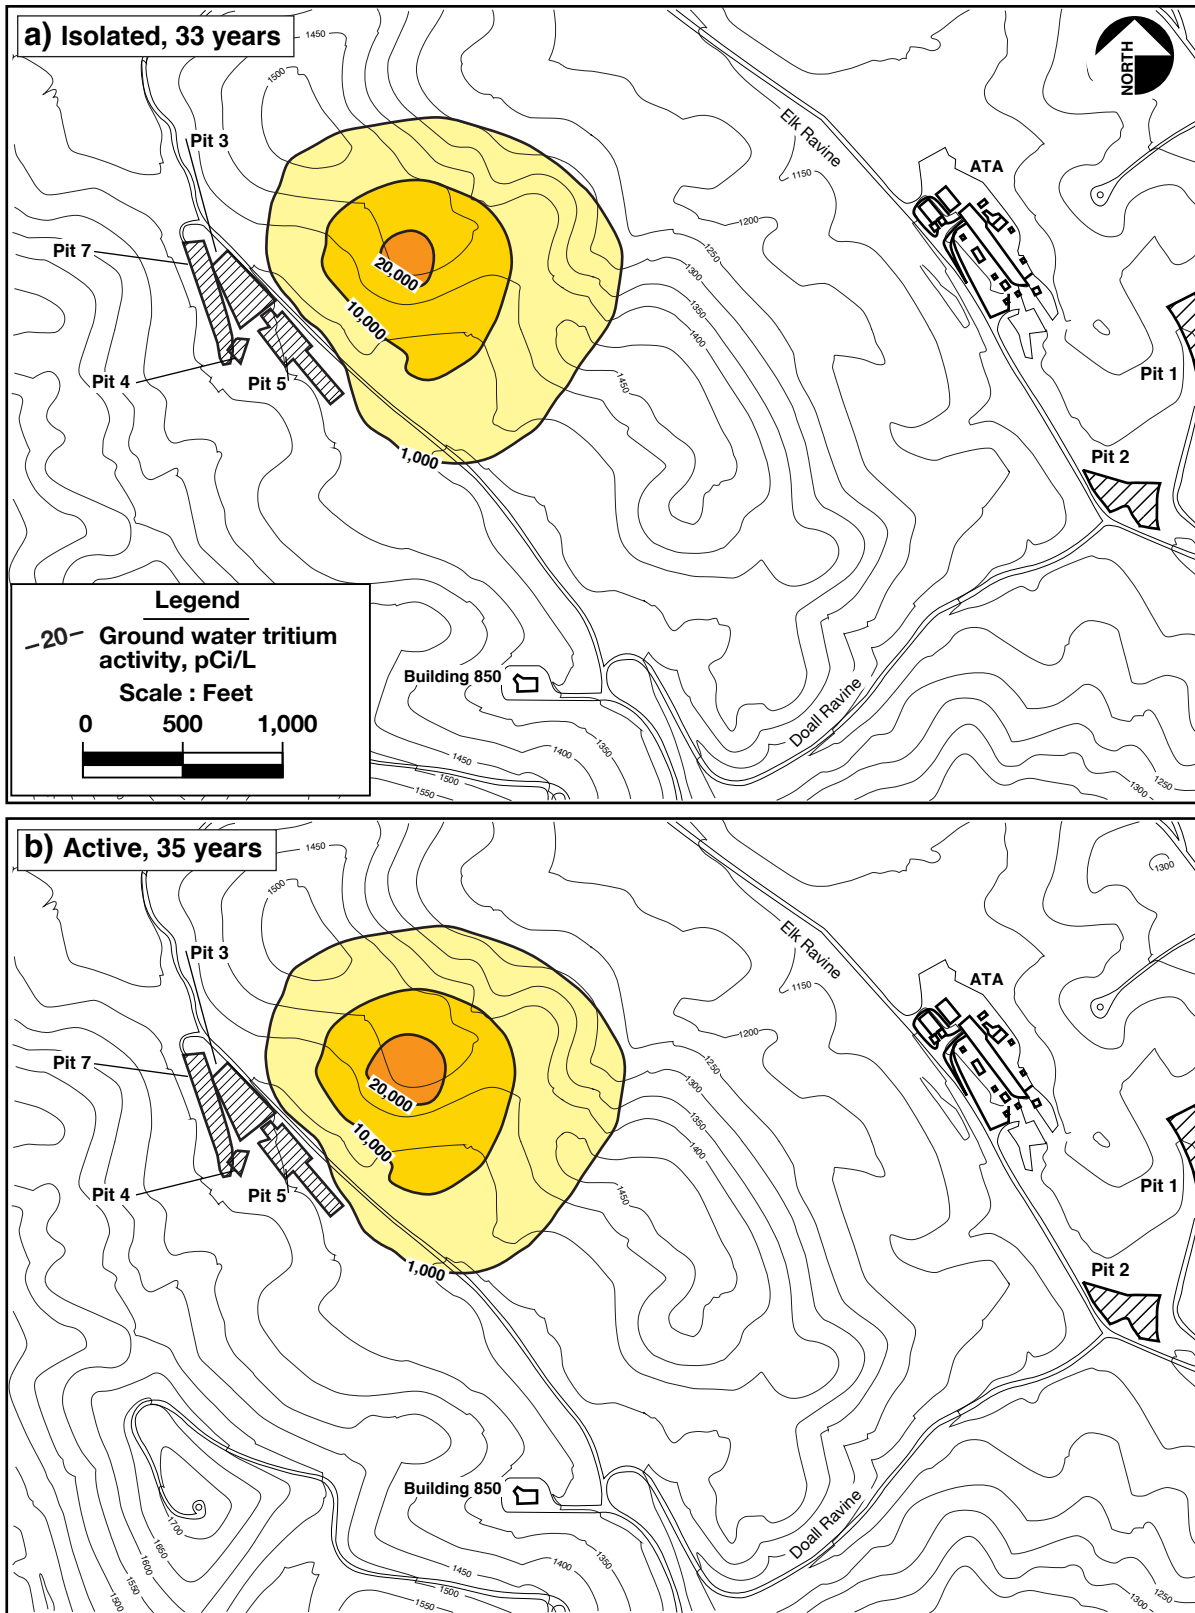 a) Isolated, 33 years
1450
1500
NORTH
Elk Ravine
Pit 3
ATA
1150
1200
Pit 7
1250
20,000
1300
10,000
1350
1400
Pit 4
Pit 5
1450
Pit 1
1,000
Pit 2
Legend
–20– Ground water tritium
activity, pCi/L
Scale : Feet
0 500 1,000
Building 850
Doall Ravine
1350
1400
1450
1500
1550
1250
1300
b) Active, 35 years
1450
1300
1500
Elk Ravine
Pit 3
ATA
1150
1200
Pit 7
1250
20,000
1300
10,000
1350
1400
Pit 4
Pit 5
1450
Pit 1
1,000
Pit 2
Building 850
Doall Ravine
1700
1650
1600
1550
1500
1350
1400
1450
1500
1550
1250
1300